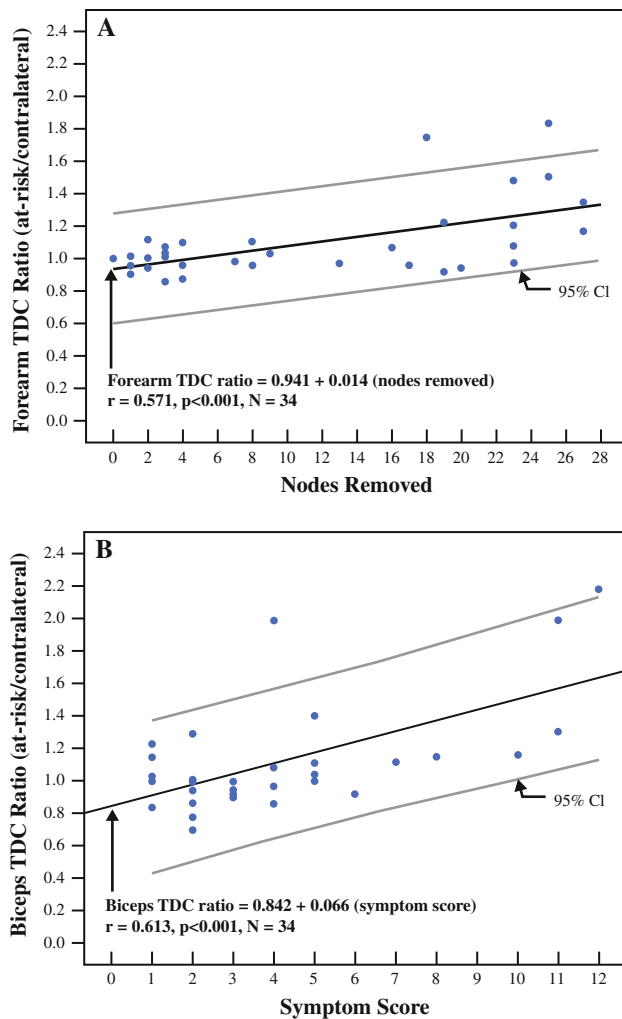 A
Forearm TDC Ratio (at-risk/contralateral)
2.4
2.2
2.0
1.8
1.6
1.4
1.2
1.0
0.8
0.6
0.4
0.2
0.0
95% CI
Forearm TDC ratio = 0.941 + 0.014 (nodes removed)
r = 0.571, p<0.001, N = 34
0 2 4 6 8 10 12 14 16 18 20 22 24 26 28
Nodes Removed
B
Biceps TDC Ratio (at-risk/contralateral)
2.4
2.2
2.0
1.8
1.6
1.4
1.2
1.0
0.8
0.6
0.4
0.2
0.0
95% CI
Biceps TDC ratio = 0.842 + 0.066 (symptom score)
r = 0.613, p<0.001, N = 34
0 1 2 3 4 5 6 7 8 9 10 11 12
Symptom Score